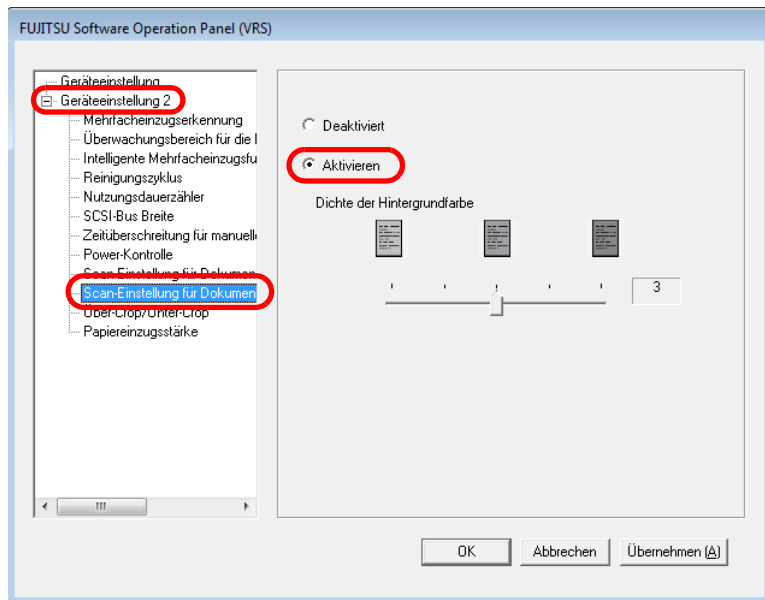 FUJITSU Software Operation Panel (VRS)
Geräteeinstellung
Geräteeinstellung 2
Mehrfacheinzugserkennung
Überwachungsbereich für die I
Intelligente Mehrfacheinzugsfu
Reinigungszyklus
Nutzungsdauerzähler
SCSI-Bus Breite
Zeitüberschreitung für manuell
Power-Kontrolle
Scan-Einstellung für Dokumen
Scan-Einstellung für Dokumen
Über-Crop/Unter-Crop
Papiereinzugsstärke
Deaktiviert
Aktivieren
Dichte der Hintergrundfarbe
3
OK
Abbrechen
Übernehmen (A)